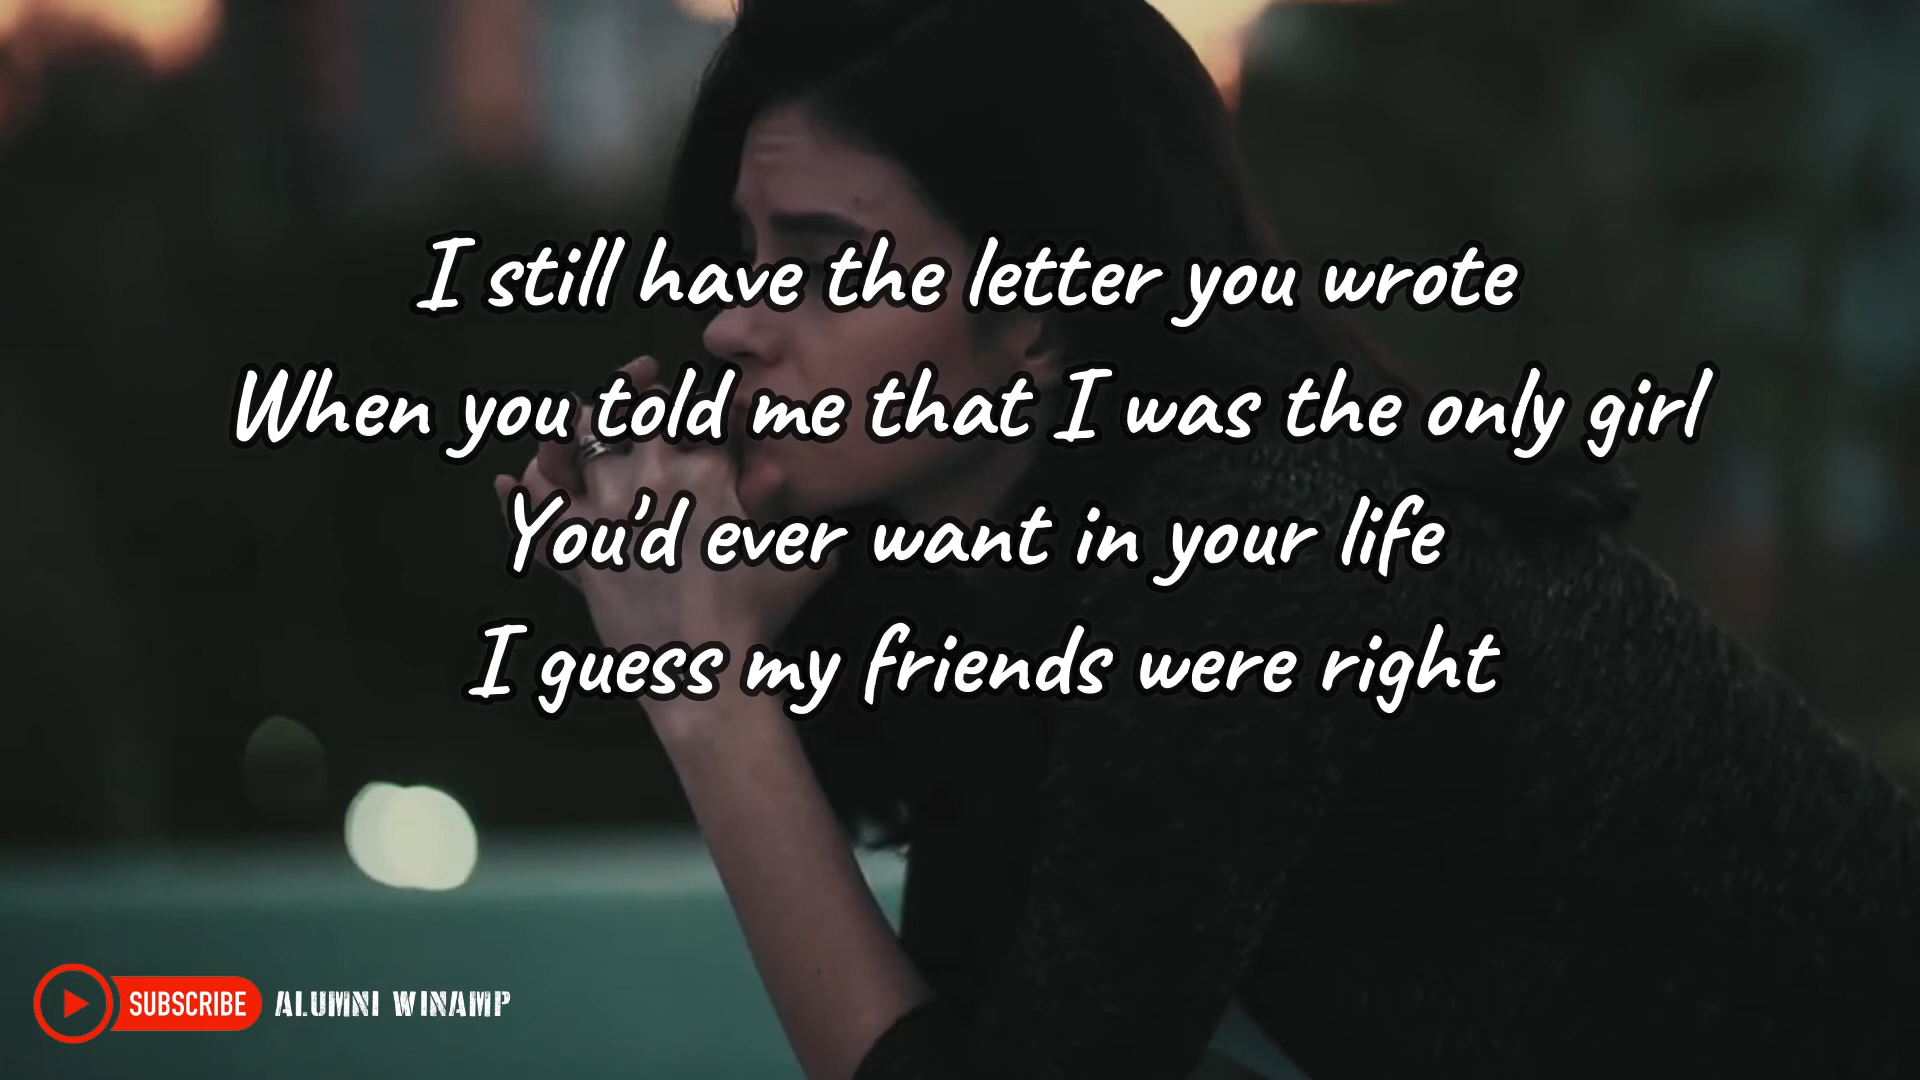 I still have the letter you wrote
When you told me that I was the only girl
You'd ever want in your life
I guess my friends were right
SUBSCRIBE ALUMNI WINAMP